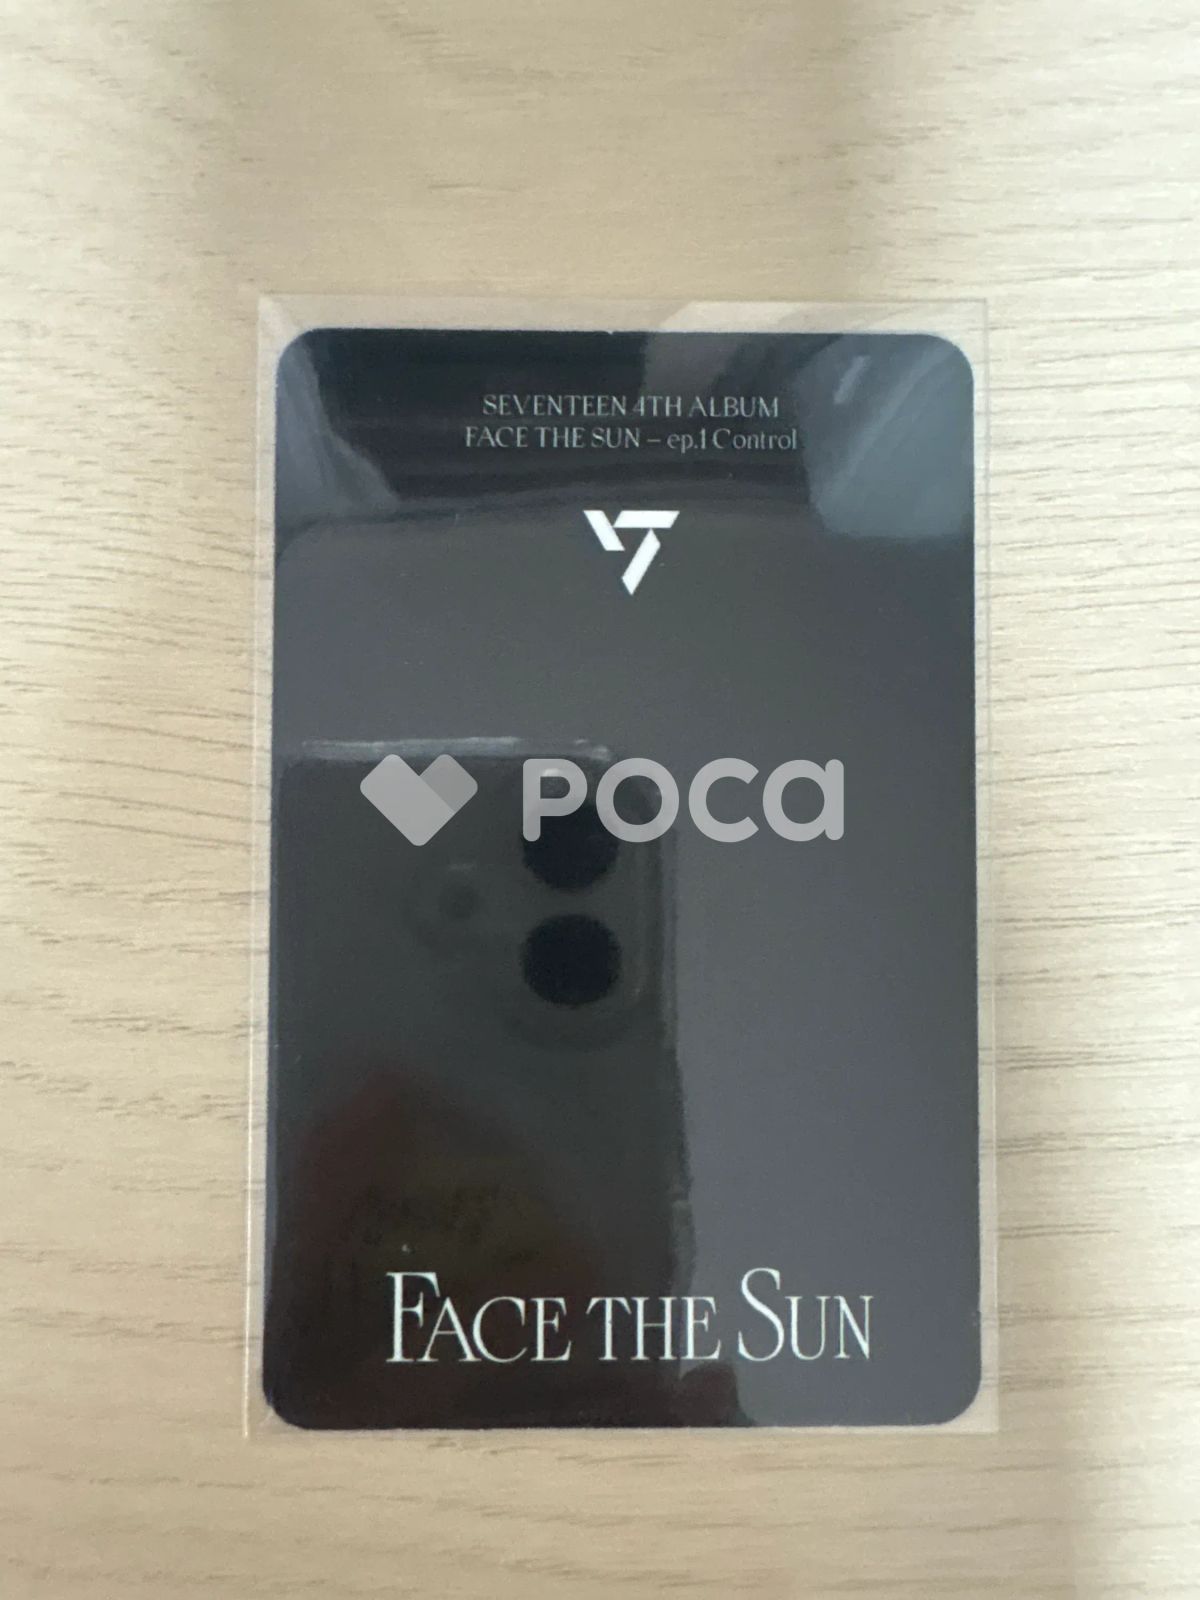 SEVENTEEN 4TH ALBUM
FACE THE SUN – ep.1 Control
POCA
FACE THE SUN